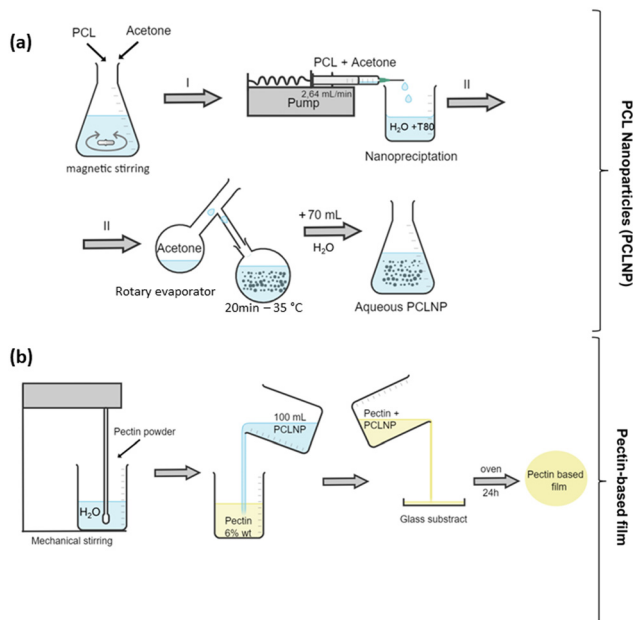 (a)
PCL
Acetone
magnetic stirring
I
PCL + Acetone
2,64 mL/min
Pump
H₂O +T80
Nanopreciptation
II
II
Acetone
Rotary evaporator
20min – 35 °C
+ 70 mL
H₂O
Aqueous PCLNP
PCL Nanoparticles (PCLNP)
(b)
Pectin powder
H₂O
Mechanical stirring
100 mL
PCLNP
Pectin
6% wt
Pectin +
PCLNP
Glass substract
oven
24h
Pectin based
film
Pectin-based film